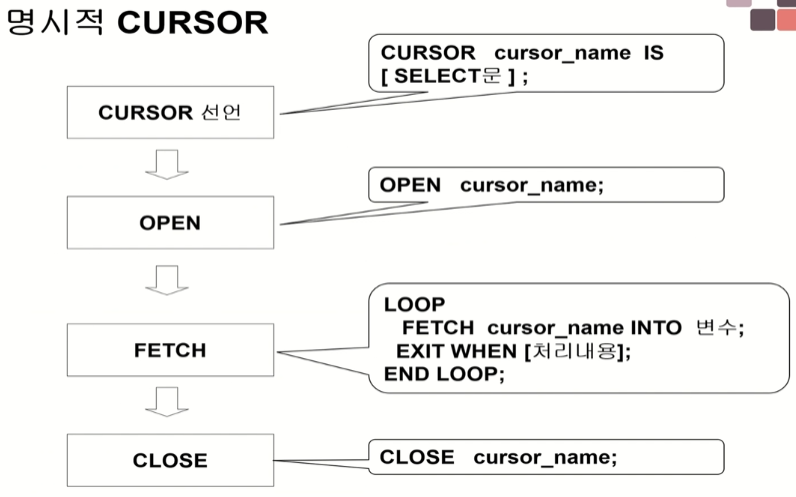 명시적 CURSOR
CURSOR 선언
CURSOR cursor_name IS
[ SELECT문 ] ;
OPEN
OPEN cursor_name;
FETCH
LOOP
FETCH cursor_name INTO 변수;
EXIT WHEN [처리내용];
END LOOP;
CLOSE
CLOSE cursor_name;